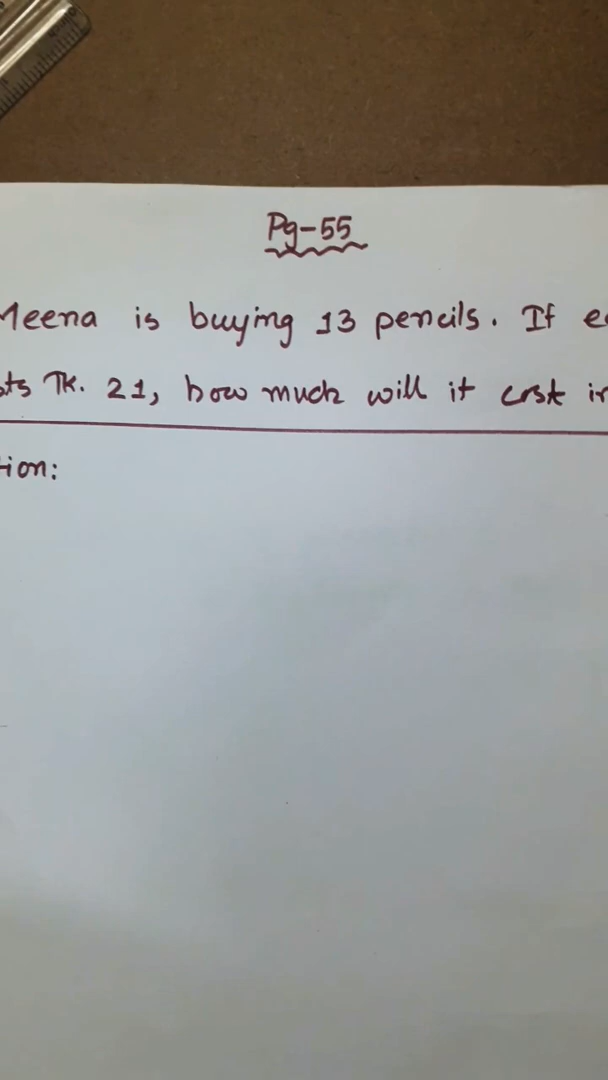 Pg-55
Meena is buying 13 pencils. If
Tk. 21, how much will it cost